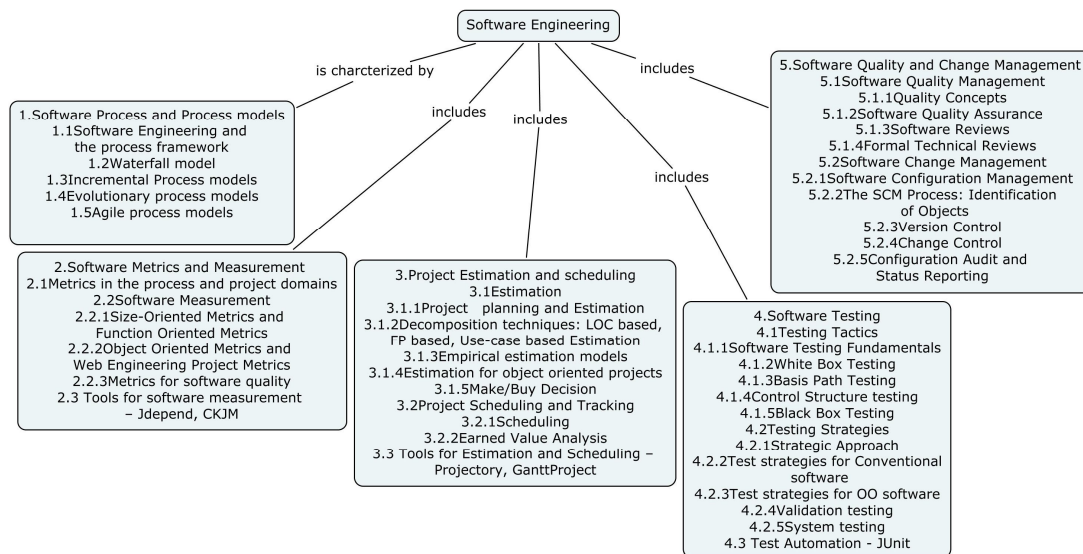 Software Engineering
is charcterized by
includes
includes
includes
includes
1.Software Process and Process models
1.1Software Engineering and
the process framework
1.2Waterfall model
1.3Incremental Process models
1.4Evolutionary process models
1.5Agile process models
2.Software Metrics and Measurement
2.1Metrics in the process and project domains
2.2Software Measurement
2.2.1Size-Oriented Metrics and
Function Oriented Metrics
2.2.2Object Oriented Metrics and
Web Engineering Project Metrics
2.2.3Metrics for software quality
2.3 Tools for software measurement
– Jdepend, CKJM
3.Project Estimation and scheduling
3.1Estimation
3.1.1Project planning and Estimation
3.1.2Decomposition techniques: LOC based,
FP based, Use-case based Estimation
3.1.3Empirical estimation models
3.1.4Estimation for object oriented projects
3.1.5Make/Buy Decision
3.2Project Scheduling and Tracking
3.2.1Scheduling
3.2.2Earned Value Analysis
3.3 Tools for Estimation and Scheduling –
Projectory, GanttProject
4.Software Testing
4.1Testing Tactics
4.1.1Software Testing Fundamentals
4.1.2White Box Testing
4.1.3Basis Path Testing
4.1.4Control Structure testing
4.1.5Black Box Testing
4.2Testing Strategies
4.2.1Strategic Approach
4.2.2Test strategies for Conventional
software
4.2.3Test strategies for OO software
4.2.4Validation testing
4.2.5System testing
4.3 Test Automation - JUnit
5.Software Quality and Change Management
5.1Software Quality Management
5.1.1Quality Concepts
5.1.2Software Quality Assurance
5.1.3Software Reviews
5.1.4Formal Technical Reviews
5.2Software Change Management
5.2.1Software Configuration Management
5.2.2The SCM Process: Identification
of Objects
5.2.3Version Control
5.2.4Change Control
5.2.5Configuration Audit and
Status Reporting